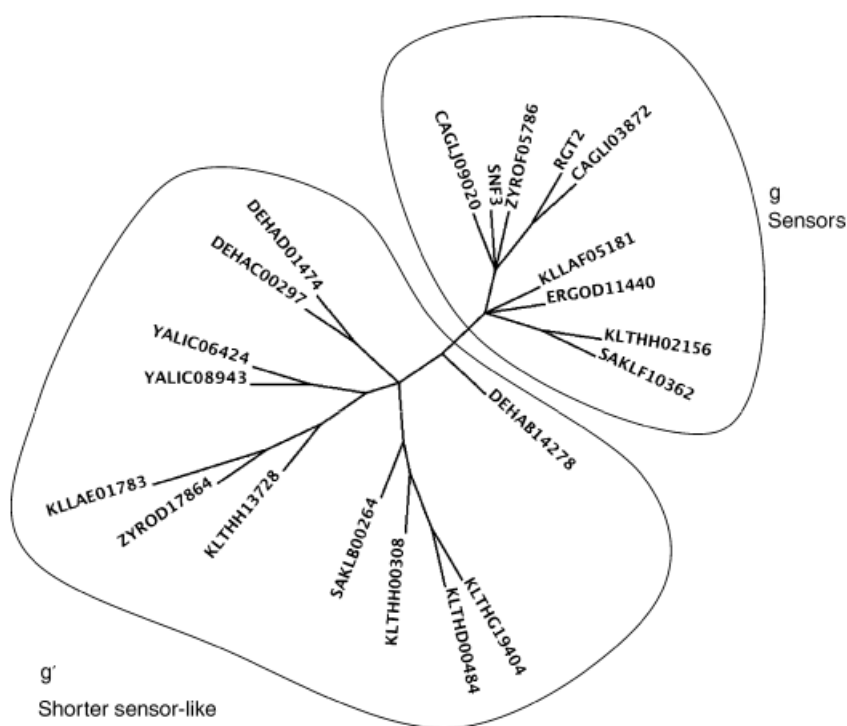 CAGLJ09020
SNF3
ZYROF05786
RGT2
CAGLI03872
g
Sensors
KLLAF05181
ERGOD11440
KLTHH02156
SAKLF10362
DEHAD01474
DEHAC00297
YALIC06424
YALIC08943
DEHAB14278
KLLAE01783
ZYROD17864
KLTHH13728
SAKLB00264
KLTHH00308
KLTHD00484
KLTHG19404
g′
Shorter sensor-like